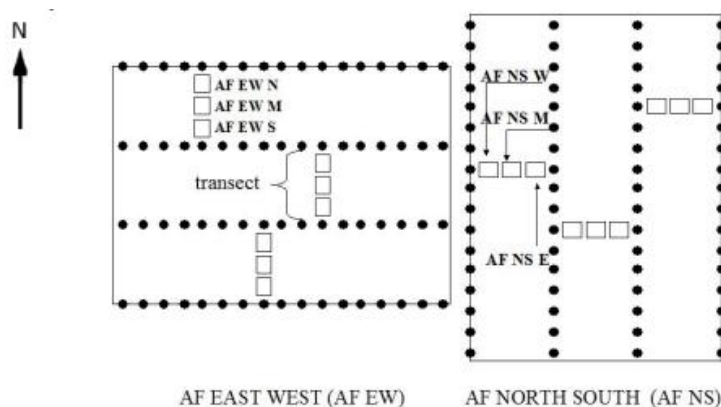 N
AF EW N
AF EW M
AF EW S
transect
AF NS W
AF NS M
AF NS E
AF EAST WEST (AF EW)
AF NORTH SOUTH (AF NS)